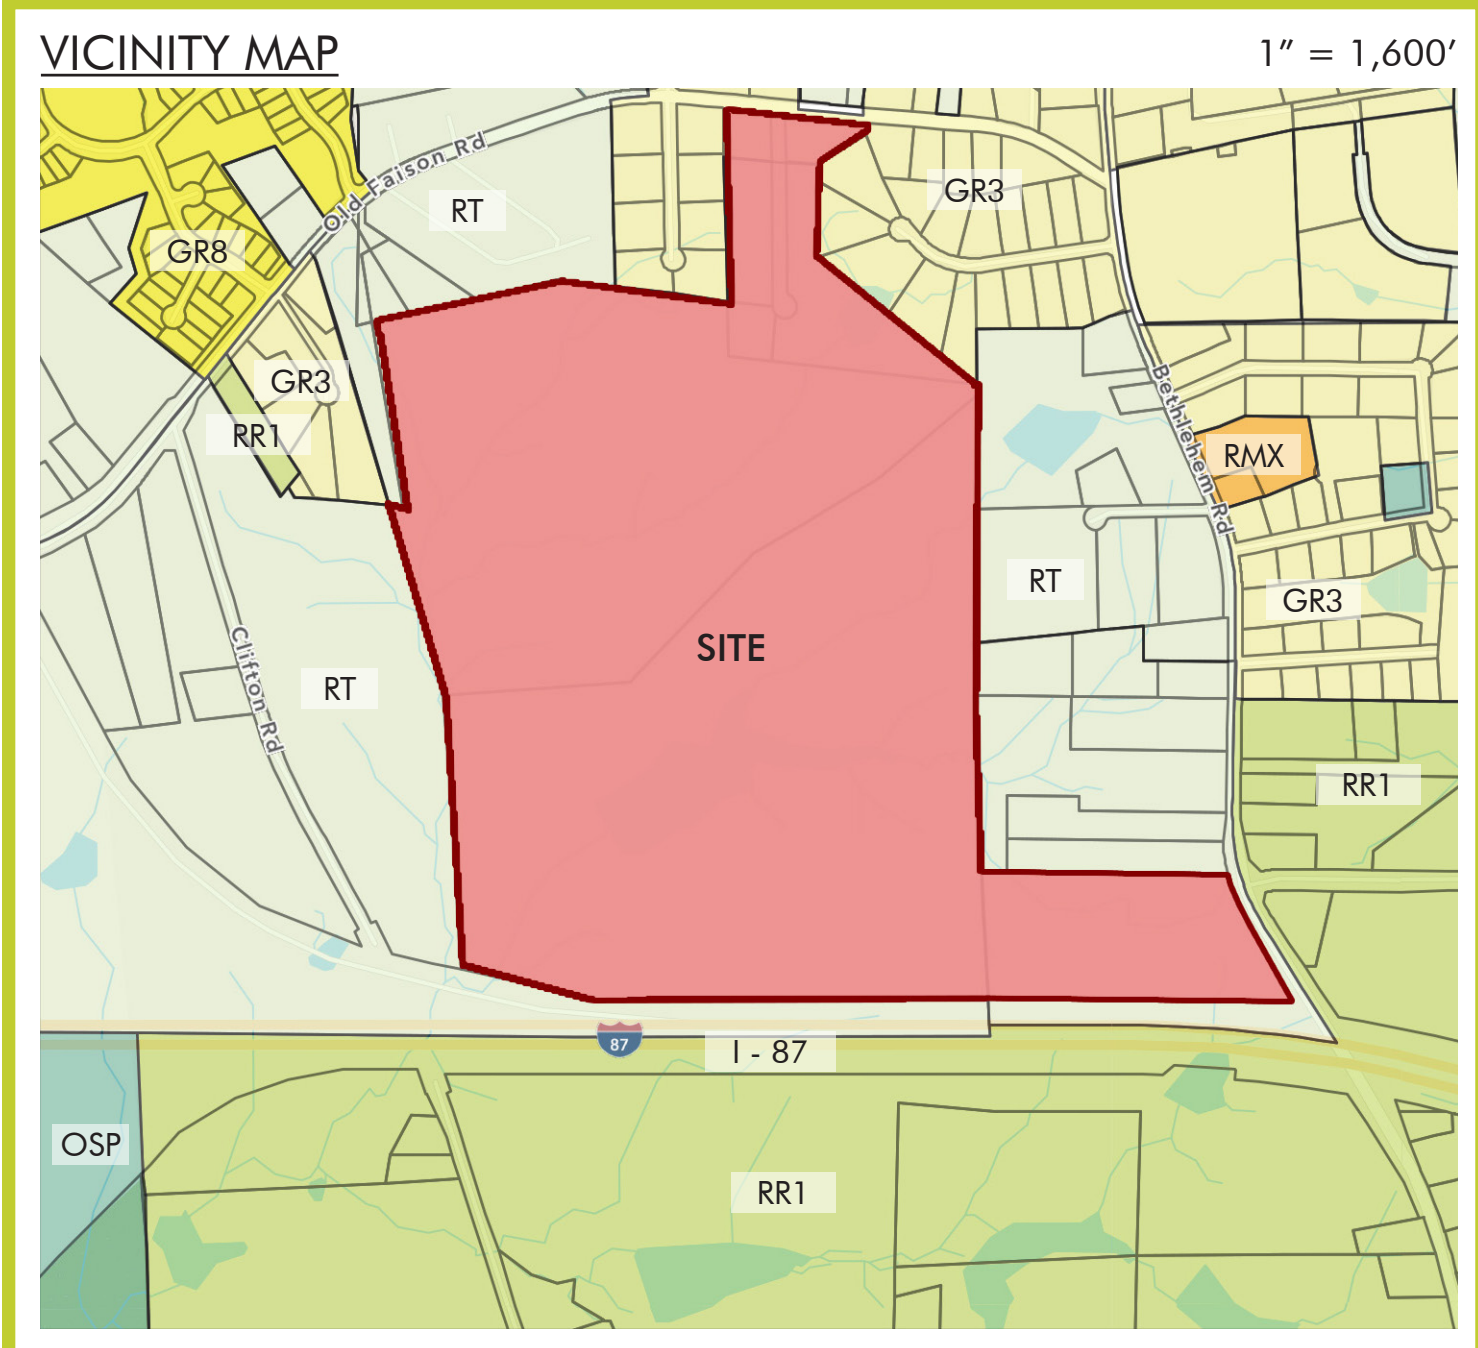 VICINITY MAP
1" = 1,600'
Old Faison Rd
RT
GR3
GR8
GR3
RR1
Bethlehem Rd
RMX
RT
GR3
SITE
Clifton Rd
RT
RR1
87
I - 87
OSP
RR1